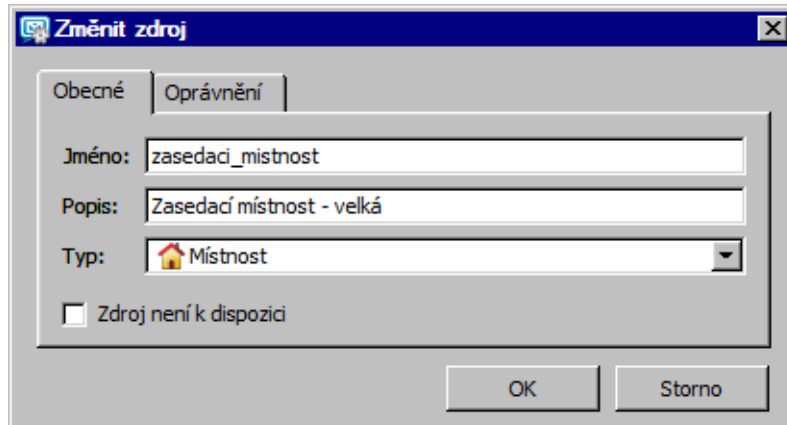 Změnit zdroj
Obecné Oprávnění
Jméno: zasedaci_mistnost
Popis: Zasedací místnost - velká
Typ: Místnost
Zdroj není k dispozici
OK Storno